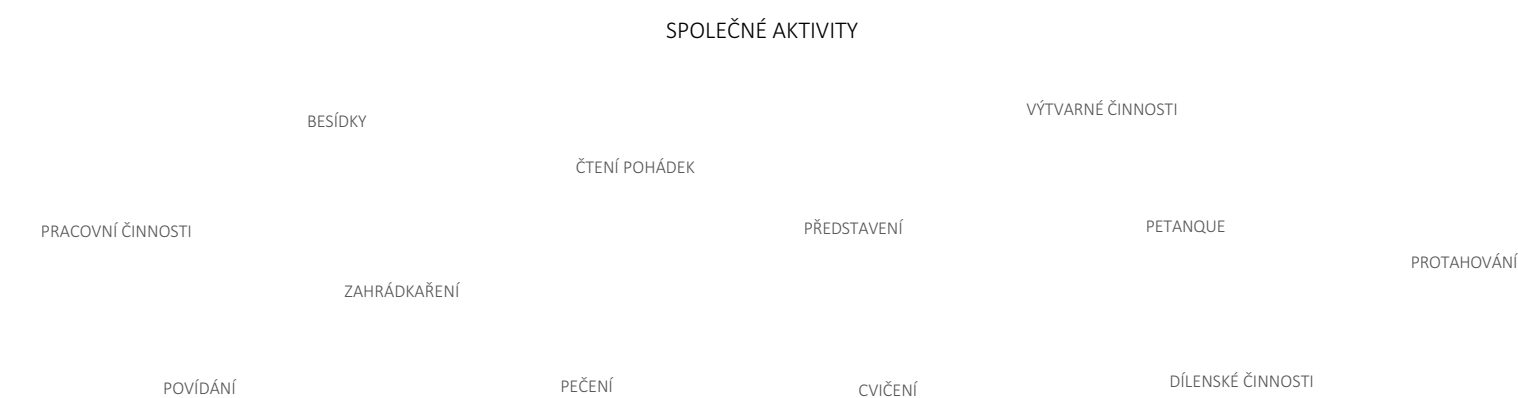 SPOLEČNÉ AKTIVITY
VÝTVARNÉ ČINNOSTI
BESÍDKY
ČTENÍ POHÁDEK
PRACOVNÍ ČINNOSTI
PŘEDSTAVENÍ
PETANQUE
PROTAHOVÁNÍ
ZAHRÁDKAŘENÍ
POVÍDÁNÍ
PEČENÍ
CVIČENÍ
DÍLENSKÉ ČINNOSTI